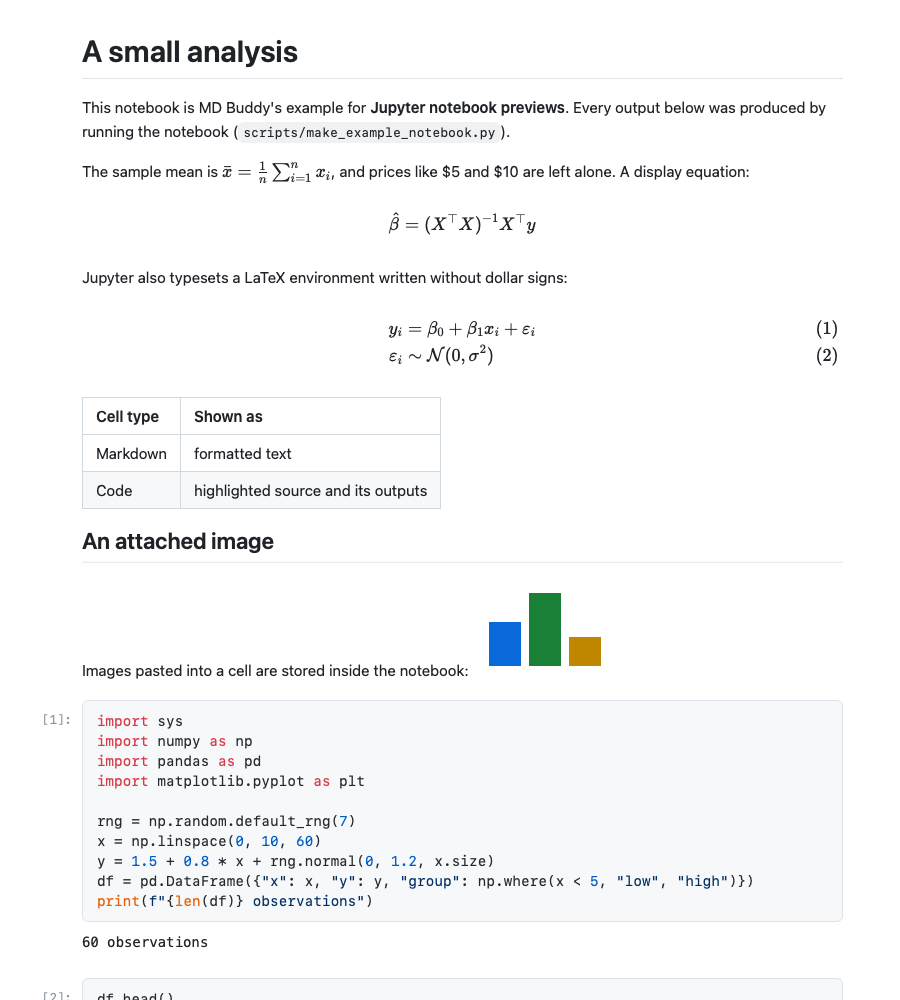 A small analysis
This notebook is MD Buddy's example for Jupyter notebook previews. Every output below was produced by
running the notebook ( scripts/make_example_notebook.py ).
The sample mean is x̄ = 1/n ∑ⁿᵢ₌₁ xᵢ, and prices like $5 and $10 are left alone. A display equation:
β̂ = (X⊤X)⁻¹X⊤y
Jupyter also typesets a LaTeX environment written without dollar signs:
yᵢ = β₀ + β₁xᵢ + εᵢ (1)
εᵢ ∼ 𝒩(0, σ²) (2)
Cell type Shown as
Markdown formatted text
Code highlighted source and its outputs
An attached image
Images pasted into a cell are stored inside the notebook:
[1]:
import sys
import numpy as np
import pandas as pd
import matplotlib.pyplot as plt
rng = np.random.default_rng(7)
x = np.linspace(0, 10, 60)
y = 1.5 + 0.8 * x + rng.normal(0, 1.2, x.size)
df = pd.DataFrame({"x": x, "y": y, "group": np.where(x < 5, "low", "high")})
print(f"{len(df)} observations")
60 observations
[2]:
df.head()